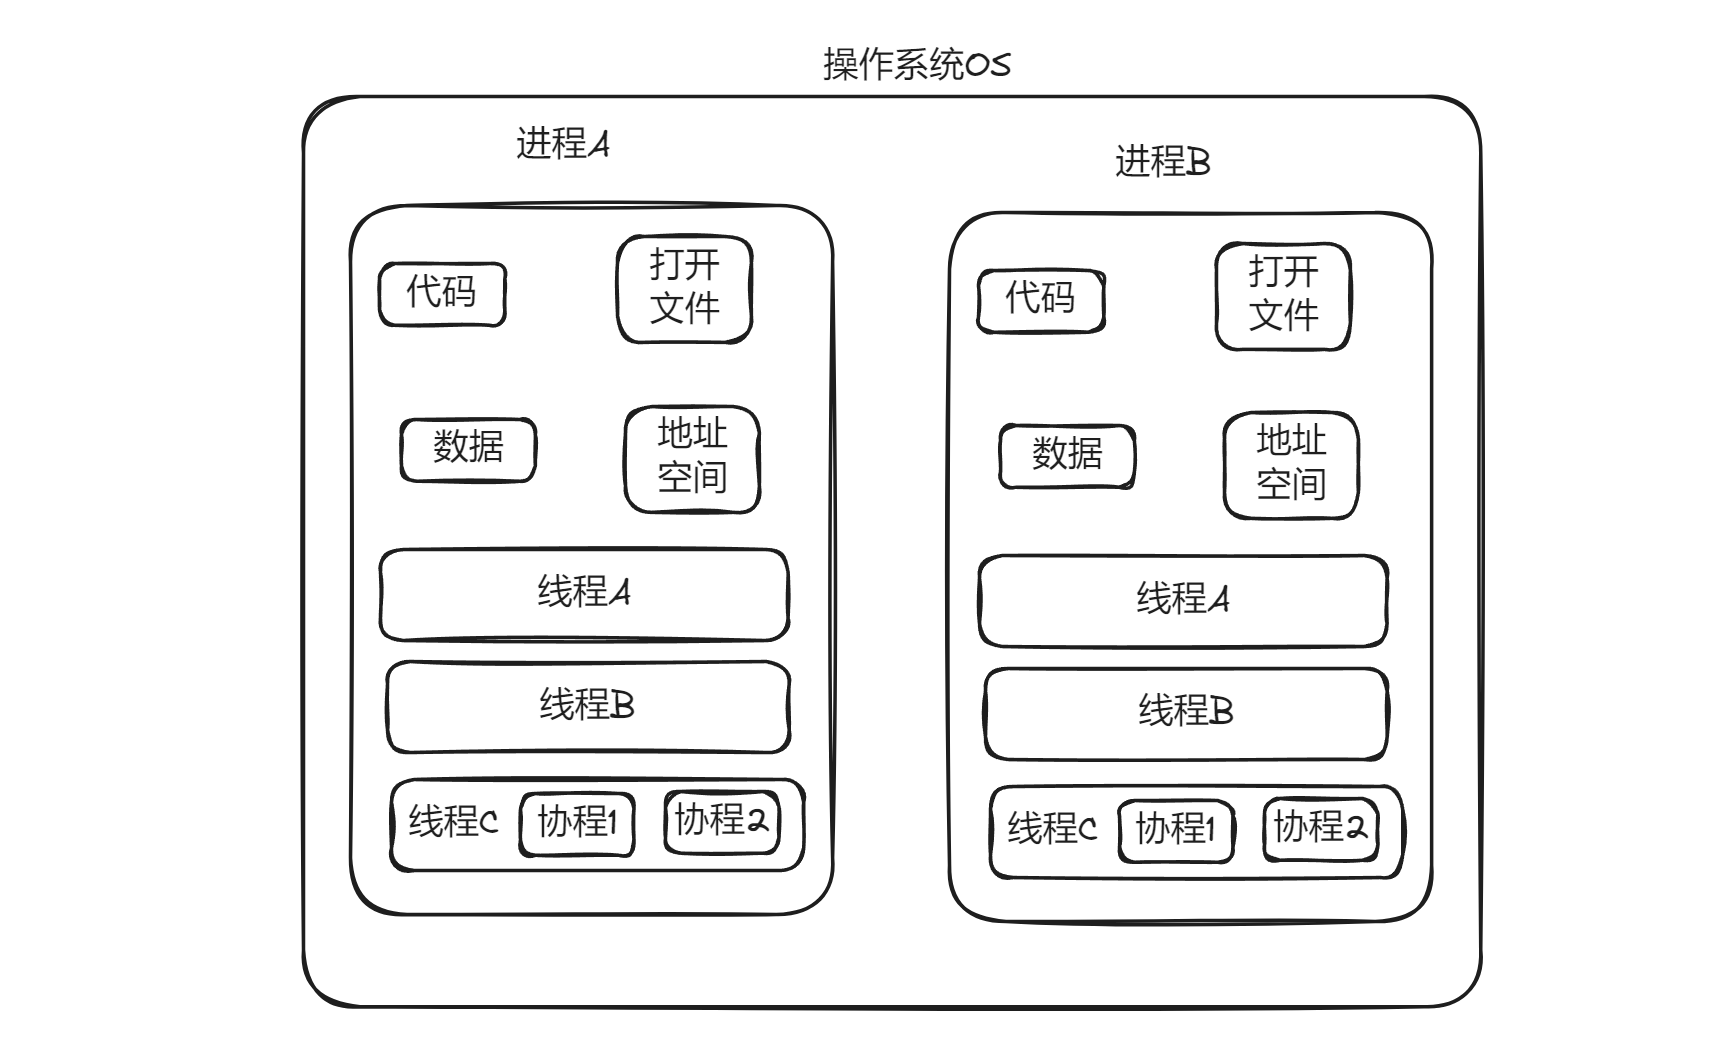 操作系统OS
进程A
代码
打开
文件
数据
地址
空间
线程A
线程B
线程C
协程1
协程2
进程B
代码
打开
文件
数据
地址
空间
线程A
线程B
线程C
协程1
协程2